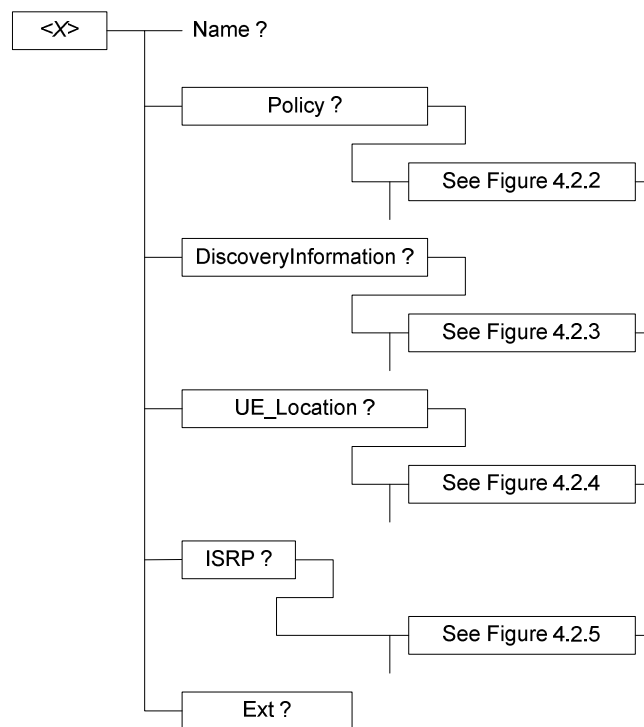 <X>
Name ?
Policy ?
See Figure 4.2.2
DiscoveryInformation ?
See Figure 4.2.3
UE_Location ?
See Figure 4.2.4
ISRP ?
See Figure 4.2.5
Ext ?